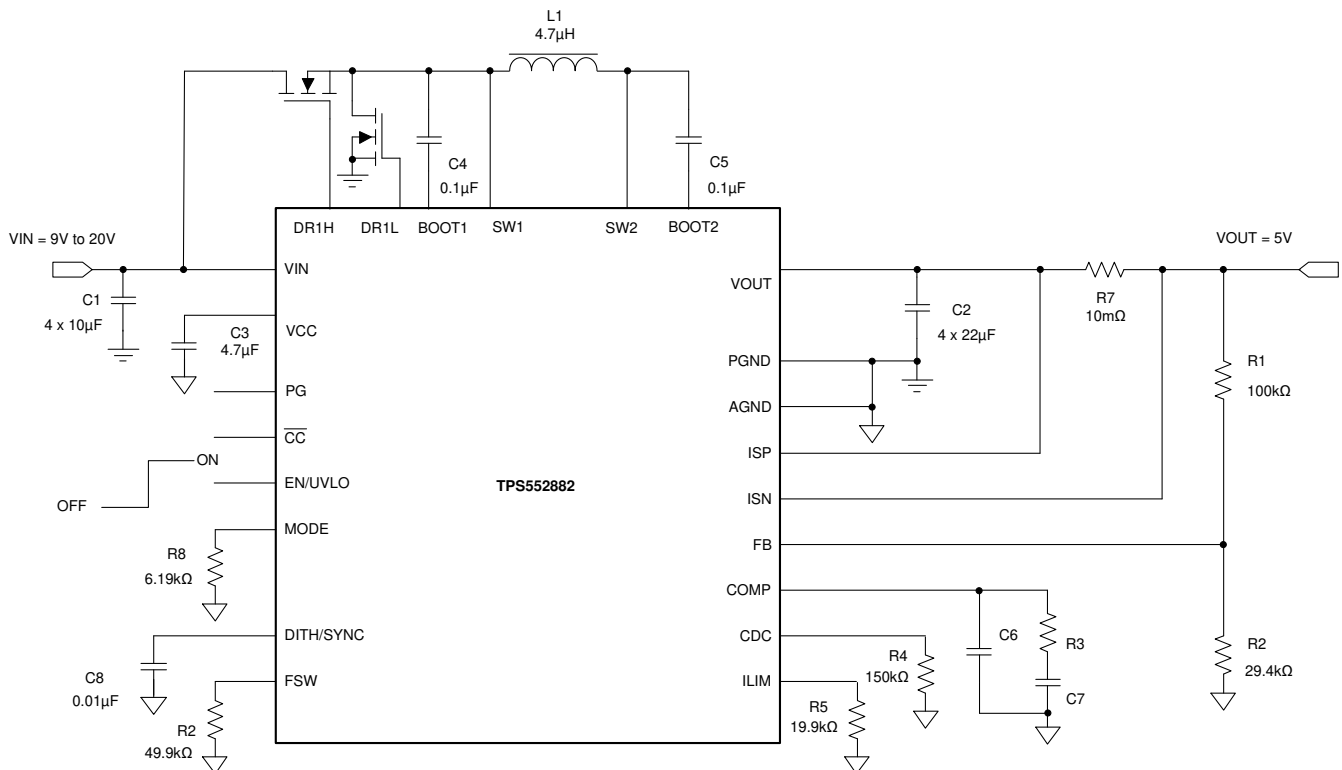 L1
4.7µH
C4
0.1µF
C5
0.1µF
DR1H
DR1L
BOOT1
SW1
SW2
BOOT2
VIN = 9V to 20V
VOUT = 5V
VIN
VOUT
C1
4 x 10µF
C3
4.7µF
VCC
C2
4 x 22µF
R7
10mΩ
PG
PGND
R1
100kΩ
CC
AGND
ON
OFF
EN/UVLO
TPS552882
ISP
ISN
MODE
FB
R8
6.19kΩ
COMP
C6
R3
C7
DITH/SYNC
CDC
R4
150kΩ
R2
29.4kΩ
C8
0.01µF
FSW
ILIM
R2
49.9kΩ
R5
19.9kΩ